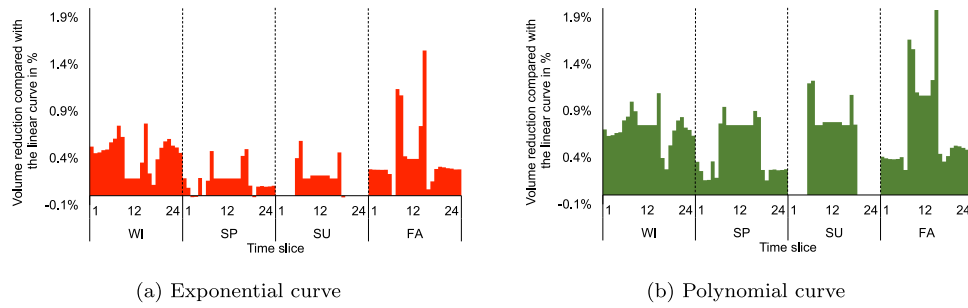 Volume reduction compared with
the linear curve in %
1.9%
1.4%
0.9%
0.4%
-0.1%
1 12 24 1 12 24 1 12 24 1 12 24
WI SP SU FA
Time slice
(a) Exponential curve
Volume reduction compared with
the linear curve in %
1.9%
1.4%
0.9%
0.4%
-0.1%
1 12 24 1 12 24 1 12 24 1 12 24
WI SP SU FA
Time slice
(b) Polynomial curve